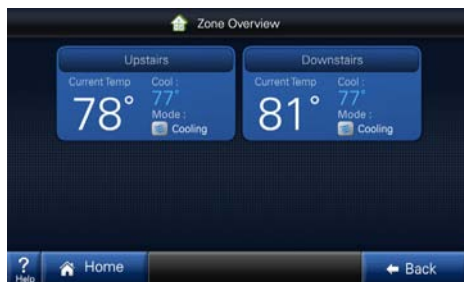 Zone Overview
Upstairs
Current Temp
78°
Cool :
77°
Mode :
Cooling
Downstairs
Current Temp
81°
Cool :
77°
Mode :
Cooling
?
Help
Home
Back